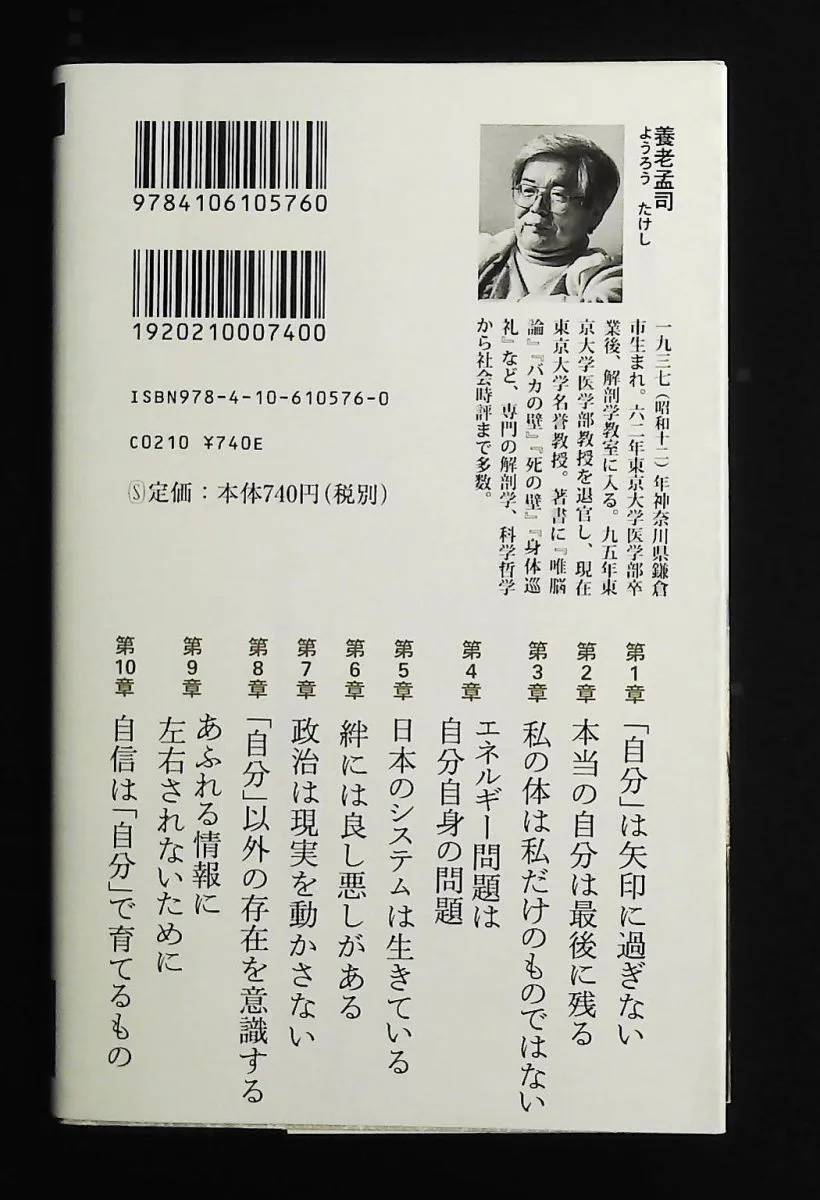 9784106105760
1920210007400
ISBN978-4-10-610576-0
C0210 ¥740E
Ⓢ定価：本体740円(税別)
養老孟司
ようろう たけし
一九三七（昭和十二）年神奈川県鎌倉
市生まれ。六二年東京大学医学部卒
業後、解剖学教室に入る。九五年東
京大学医学部教授を退官し、現在
東京大学名誉教授。著書に『唯脳
論』『バカの壁』『死の壁』『身体巡
礼』など、専門の解剖学、科学哲学
から社会時評まで多数。
第1章 「自分」は矢印に過ぎない
第2章 本当の自分は最後に残る
第3章 私の体は私だけのものではない
第4章 エネルギー問題は
自分自身の問題
第5章 日本のシステムは生きている
第6章 絆には良し悪しがある
第7章 政治は現実を動かさない
第8章 「自分」以外の存在を意識する
第9章 あふれる情報に
左右されないために
第10章 自信は「自分」で育てるもの